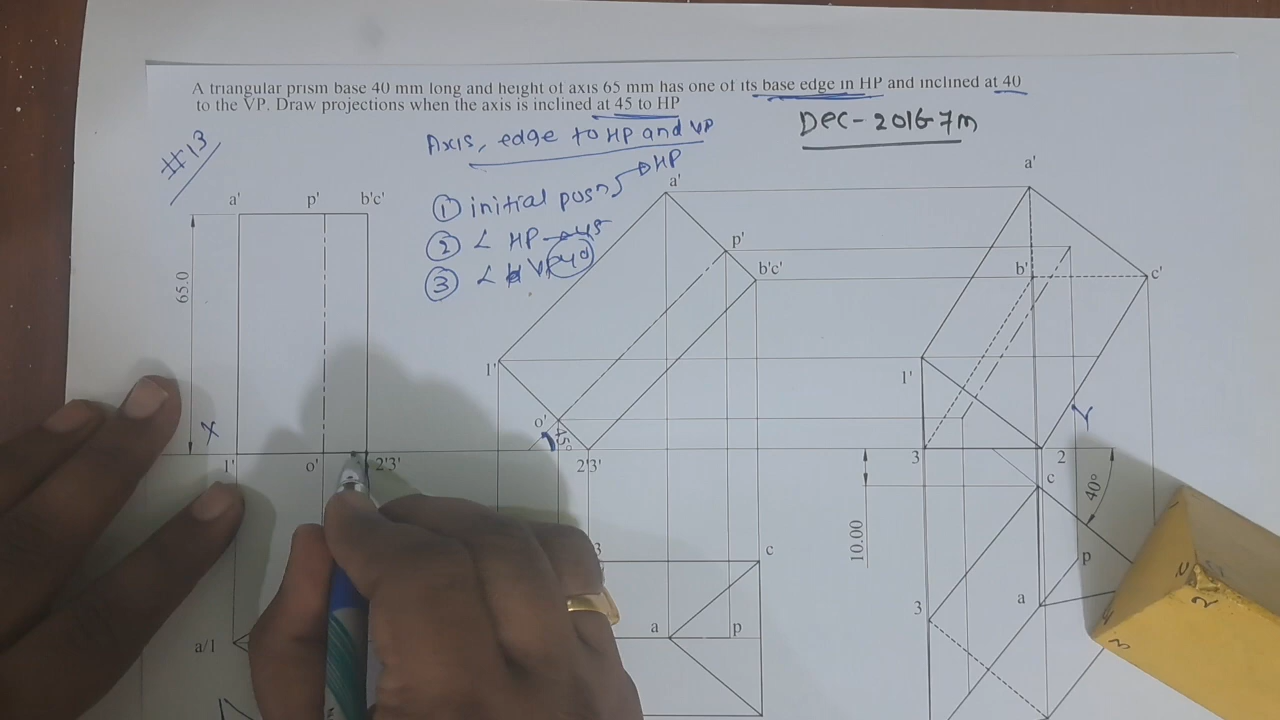 A triangular prism base 40 mm long and height of axis 65 mm has one of its base edge in HP and inclined at 40
to the VP. Draw projections when the axis is inclined at 45 to HP
Dec-2016 7m
#13
Axis, edge to HP and VP
① initial posn → HP
② < HP → 45
③ < VP 40
a' p' b'c'
65.0
X
1' o' 2'3'
a/1
a'
p'
b'c'
1'
o'
45°
2'3'
3 c
a p
a'
b' c'
1'
Y
3 2
c
40°
10.00
p
3 a
2
2
3